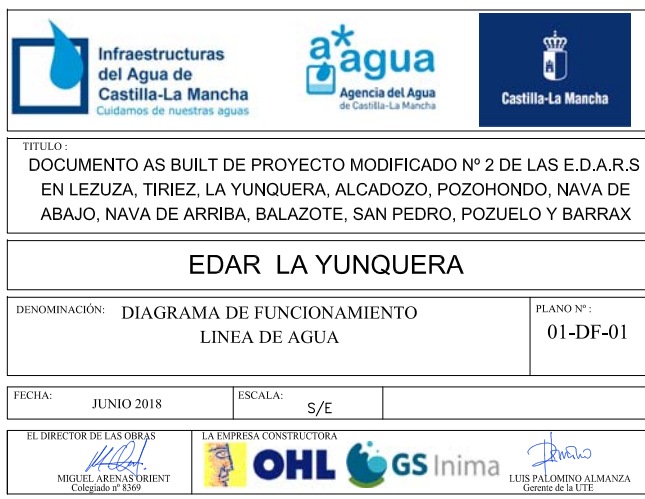 Infraestructuras
del Agua de
Castilla-La Mancha
Cuidamos de nuestras aguas
a*agua
Agencia del Agua
de Castilla-La Mancha
Castilla-La Mancha
TITULO :
DOCUMENTO AS BUILT DE PROYECTO MODIFICADO Nº 2 DE LAS E.D.A.R.S
EN LEZUZA, TIRIEZ, LA YUNQUERA, ALCADOZO, POZOHONDO, NAVA DE
ABAJO, NAVA DE ARRIBA, BALAZOTE, SAN PEDRO, POZUELO Y BARRAX
EDAR LA YUNQUERA
DENOMINACIÓN: DIAGRAMA DE FUNCIONAMIENTO
LINEA DE AGUA
PLANO Nº :
01-DF-01
FECHA:
JUNIO 2018
ESCALA:
S/E
EL DIRECTOR DE LAS OBRAS
MIGUEL ARENAS ORIENT
Colegiado nº 8369
LA EMPRESA CONSTRUCTORA
OHL
GS Inima
LUIS PALOMINO ALMANZA
Gerente de la UTE